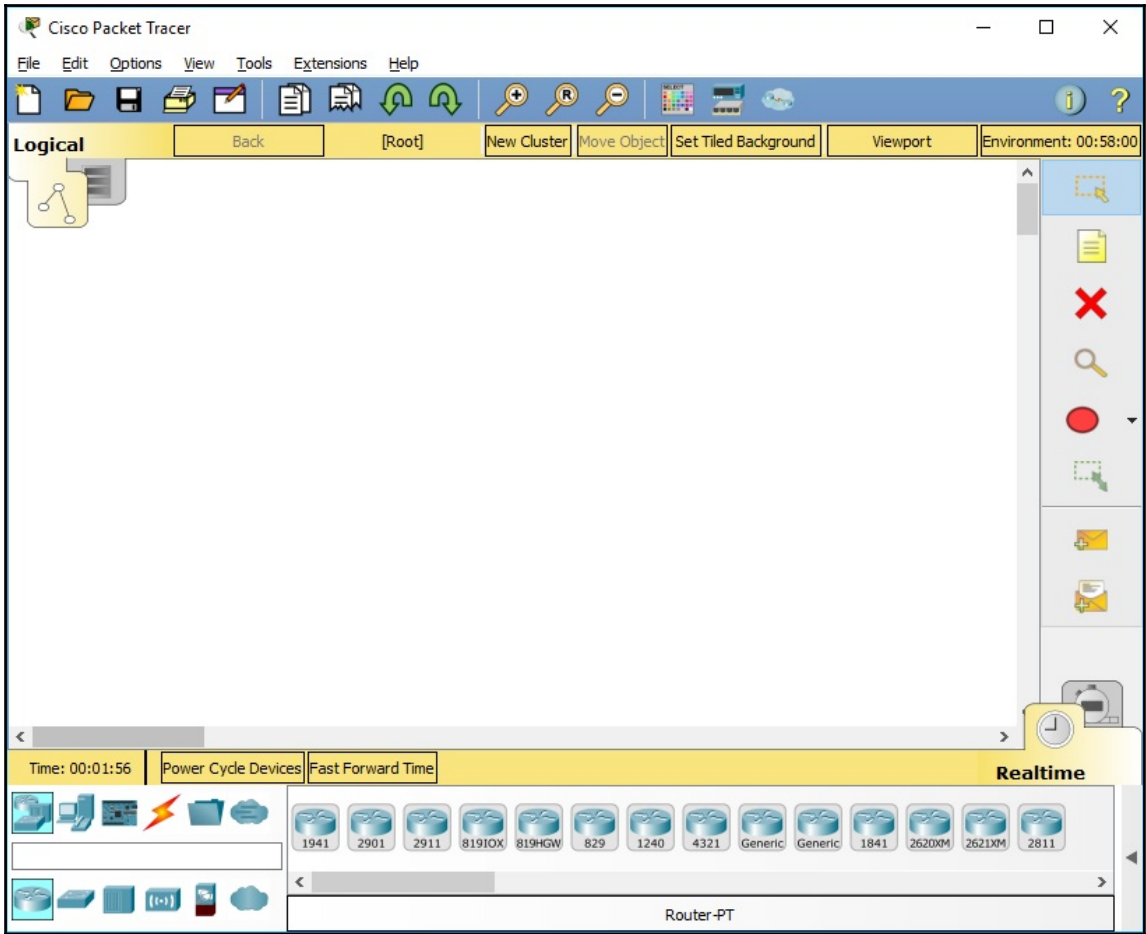 Cisco Packet Tracer
File Edit Options View Tools Extensions Help
R SELECT i ?
Logical Back [Root] New Cluster Move Object Set Tiled Background Viewport Environment: 00:58:00
Time: 00:01:56 Power Cycle Devices Fast Forward Time Realtime
1941 2901 2911 819IOX 819HGW 829 1240 4321 Generic Generic 1841 2620XM 2621XM 2811
Router-PT